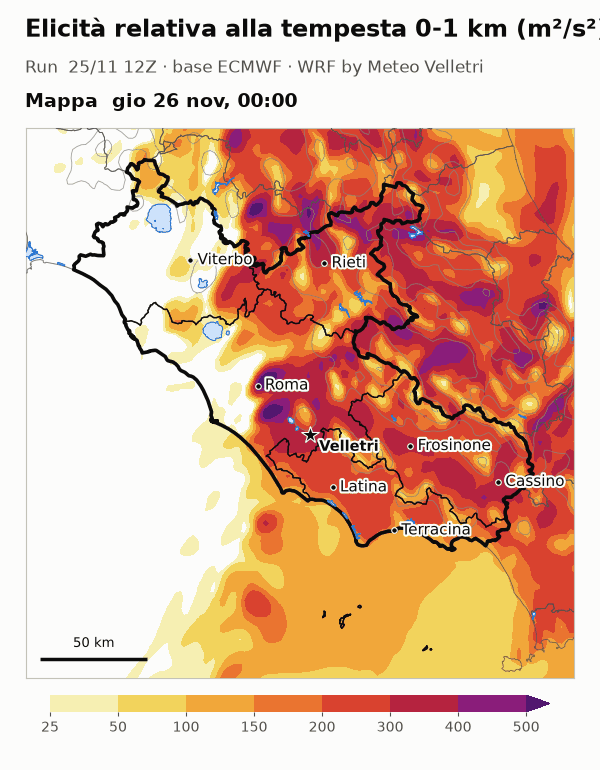 Elicità relativa alla tempesta 0-1 km (m²/s²)
Run  25/11 12Z · base ECMWF · WRF by Meteo Velletri
Mappa  gio 26 nov, 00:00
Viterbo
Rieti
Roma
Velletri
Frosinone
Cassino
Latina
Terracina
50 km
25 50 100 150 200 300 400 500